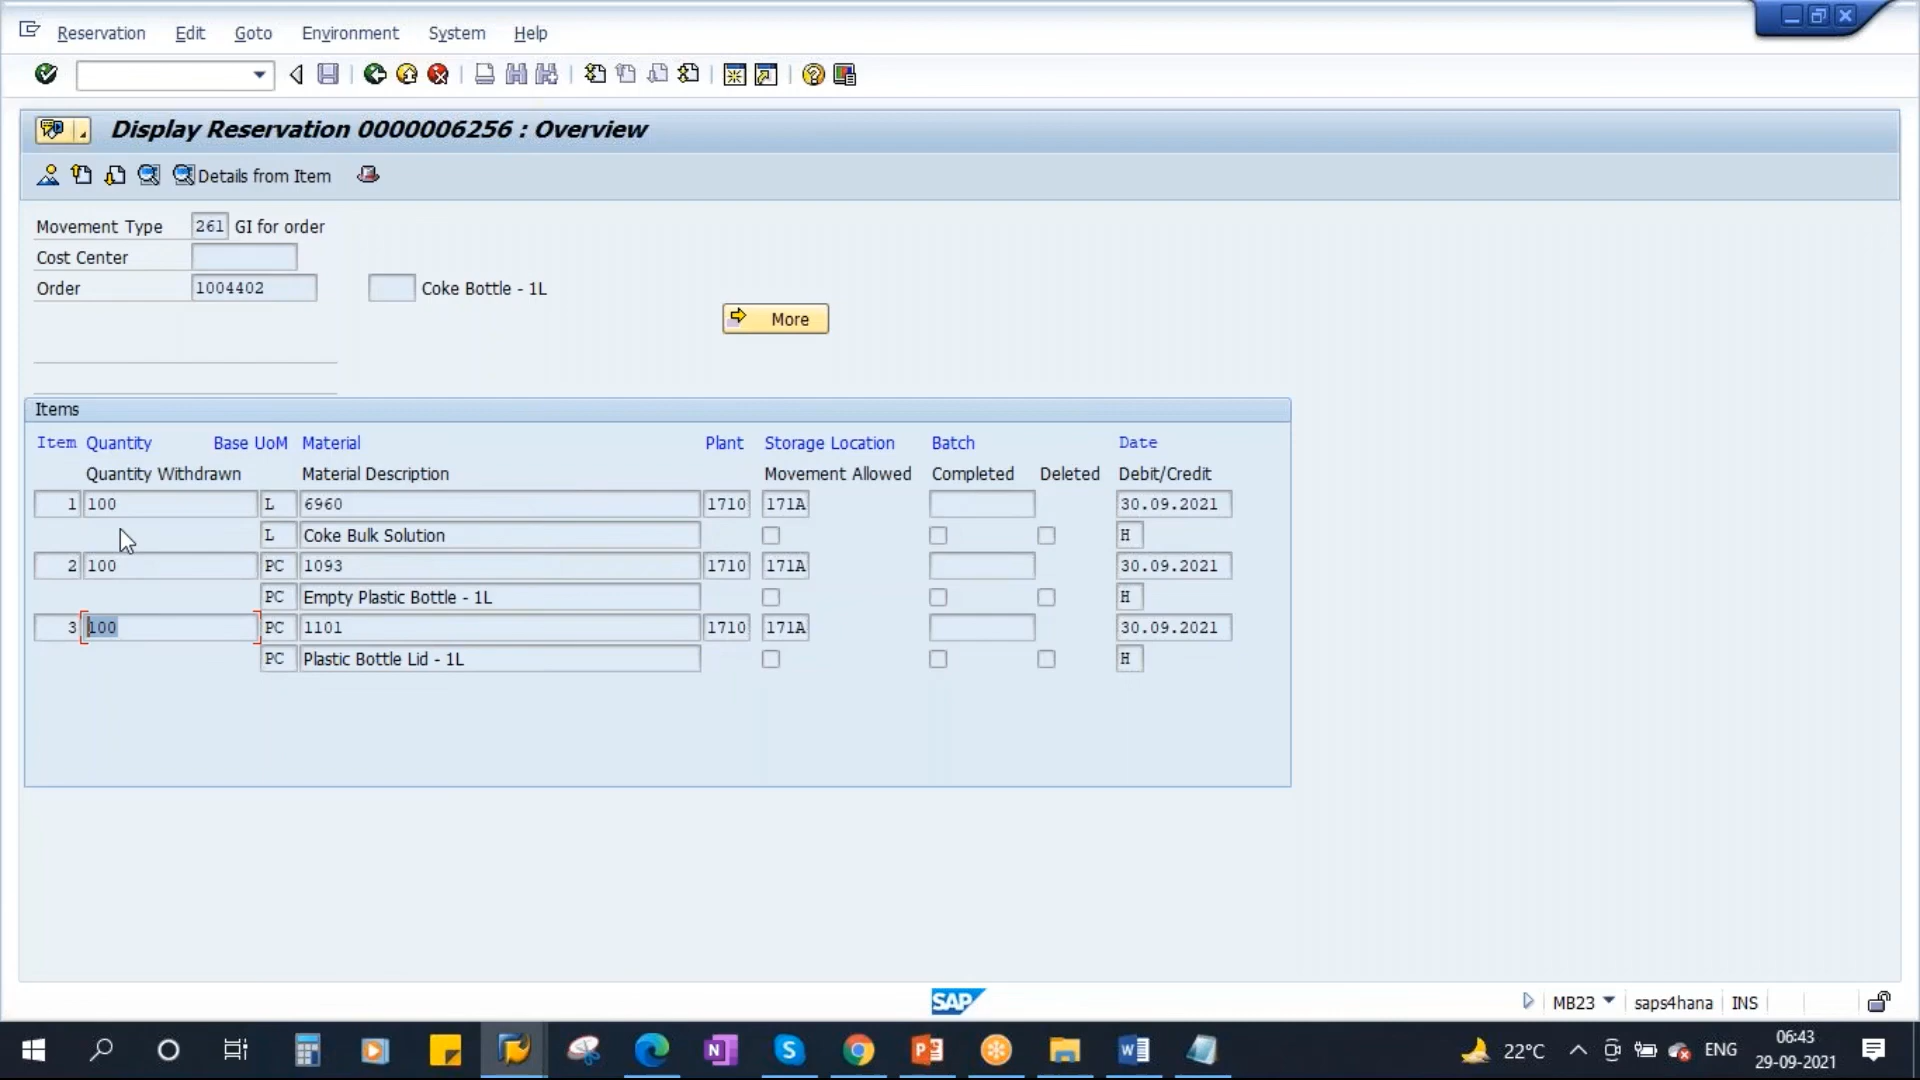 Reservation Edit Goto Environment System Help
Display Reservation 0000006256 : Overview
Details from Item
Movement Type 261 GI for order
Cost Center
Order 1004402 Coke Bottle - 1L
More
Items
Item Quantity Base UoM Material Plant Storage Location Batch Date
Quantity Withdrawn Material Description Movement Allowed Completed Deleted Debit/Credit
1 100 L 6960 1710 171A 30.09.2021
L Coke Bulk Solution H
2 100 PC 1093 1710 171A 30.09.2021
PC Empty Plastic Bottle - 1L H
3 100 PC 1101 1710 171A 30.09.2021
PC Plastic Bottle Lid - 1L H
SAP MB23 saps4hana INS
22°C ENG 06:43
29-09-2021